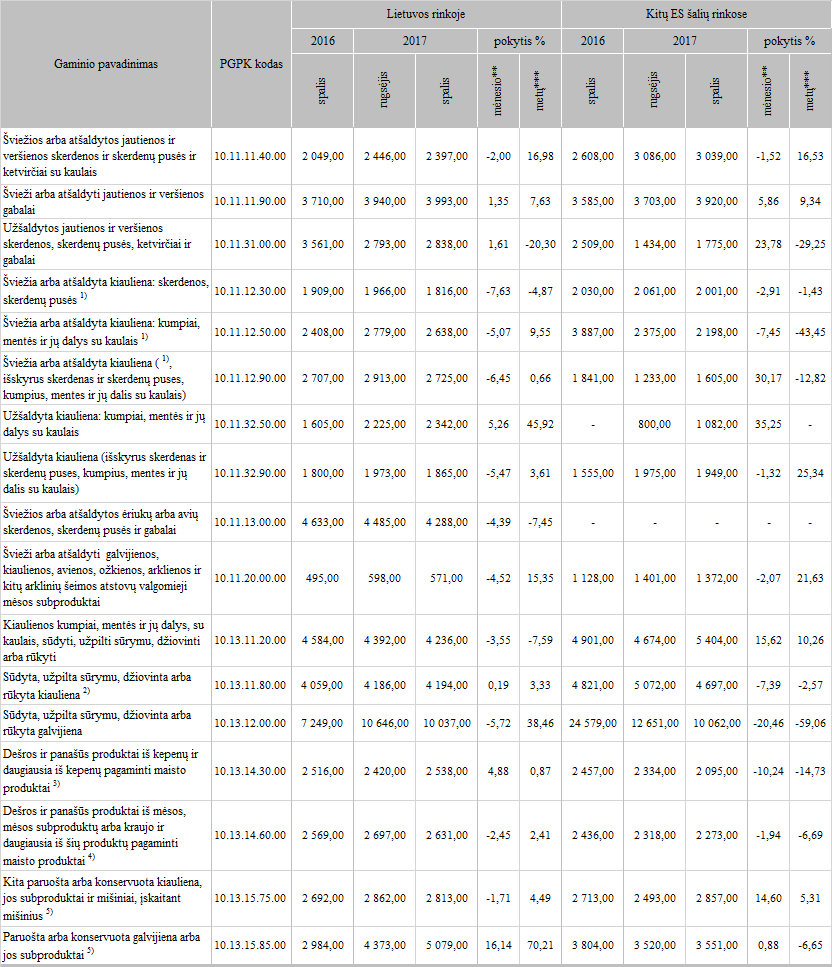 Gaminio pavadinimas PGPK kodas Lietuvos rinkoje Kitų ES šalių rinkose
2016 2017 pokytis % 2016 2017 pokytis %
spalis rugsėjis spalis mėnesio** metų*** spalis rugsėjis spalis mėnesio** metų***
Šviežios arba atšaldytos jautienos ir
veršienos skerdenos ir skerdenų pusės ir
ketvirčiai su kaulais
10.11.11.40.00 2 049,00 2 446,00 2 397,00 -2,00 16,98 2 608,00 3 086,00 3 039,00 -1,52 16,53
Švieži arba atšaldyti jautienos ir veršienos
gabalai
10.11.11.90.00 3 710,00 3 940,00 3 993,00 1,35 7,63 3 585,00 3 703,00 3 920,00 5,86 9,34
Užšaldytos jautienos ir veršienos
skerdenos, skerdenų pusės, ketvirčiai ir
gabalai
10.11.31.00.00 3 561,00 2 793,00 2 838,00 1,61 -20,30 2 509,00 1 434,00 1 775,00 23,78 -29,25
Šviežia arba atšaldyta kiauliena: skerdenos,
skerdenų pusės 1)
10.11.12.30.00 1 909,00 1 966,00 1 816,00 -7,63 -4,87 2 030,00 2 061,00 2 001,00 -2,91 -1,43
Šviežia arba atšaldyta kiauliena: kumpiai,
mentės ir jų dalys su kaulais 1)
10.11.12.50.00 2 408,00 2 779,00 2 638,00 -5,07 9,55 3 887,00 2 375,00 2 198,00 -7,45 -43,45
Šviežia arba atšaldyta kiauliena ( 1),
išskyrus skerdenas ir skerdenų puses,
kumpius, mentes ir jų dalis su kaulais)
10.11.12.90.00 2 707,00 2 913,00 2 725,00 -6,45 0,66 1 841,00 1 233,00 1 605,00 30,17 -12,82
Užšaldyta kiauliena: kumpiai, mentės ir jų
dalys su kaulais
10.11.32.50.00 1 605,00 2 225,00 2 342,00 5,26 45,92 - 800,00 1 082,00 35,25 -
Užšaldyta kiauliena (išskyrus skerdenas ir
skerdenų puses, kumpius, mentes ir jų
dalis su kaulais)
10.11.32.90.00 1 800,00 1 973,00 1 865,00 -5,47 3,61 1 555,00 1 975,00 1 949,00 -1,32 25,34
Šviežios arba atšaldytos ėriukų arba avių
skerdenos, skerdenų pusės ir gabalai
10.11.13.00.00 4 633,00 4 485,00 4 288,00 -4,39 -7,45 - - - - -
Švieži arba atšaldyti galvijienos,
kiaulienos, avienos, ožkienos, arklienos ir
kitų arklinių šeimos atstovų valgomieji
mėsos subproduktai
10.11.20.00.00 495,00 598,00 571,00 -4,52 15,35 1 128,00 1 401,00 1 372,00 -2,07 21,63
Kiaulienos kumpiai, mentės ir jų dalys, su
kaulais, sūdyti, užpilti sūrymu, džiovinti
arba rūkyti
10.13.11.20.00 4 584,00 4 392,00 4 236,00 -3,55 -7,59 4 901,00 4 674,00 5 404,00 15,62 10,26
Sūdyta, užpilta sūrymu, džiovinta arba
rūkyta kiauliena 2)
10.13.11.80.00 4 059,00 4 186,00 4 194,00 0,19 3,33 4 821,00 5 072,00 4 697,00 -7,39 -2,57
Sūdyta, užpilta sūrymu, džiovinta arba
rūkyta galvijiena
10.13.12.00.00 7 249,00 10 646,00 10 037,00 -5,72 38,46 24 579,00 12 651,00 10 062,00 -20,46 -59,06
Dešros ir panašūs produktai iš kepenų ir
daugiausia iš kepenų pagaminti maisto
produktai 3)
10.13.14.30.00 2 516,00 2 420,00 2 538,00 4,88 0,87 2 457,00 2 334,00 2 095,00 -10,24 -14,73
Dešros ir panašūs produktai iš mėsos,
mėsos subproduktų arba kraujo ir
daugiausia iš šių produktų pagaminti
maisto produktai 4)
10.13.14.60.00 2 569,00 2 697,00 2 631,00 -2,45 2,41 2 436,00 2 318,00 2 273,00 -1,94 -6,69
Kita paruošta arba konservuota kiauliena,
jos subproduktai ir mišiniai, įskaitant
mišinius 5)
10.13.15.75.00 2 692,00 2 862,00 2 813,00 -1,71 4,49 2 713,00 2 493,00 2 857,00 14,60 5,31
Paruošta arba konservuota galvijiena arba
jos subproduktai 5)
10.13.15.85.00 2 984,00 4 373,00 5 079,00 16,14 70,21 3 804,00 3 520,00 3 551,00 0,88 -6,65